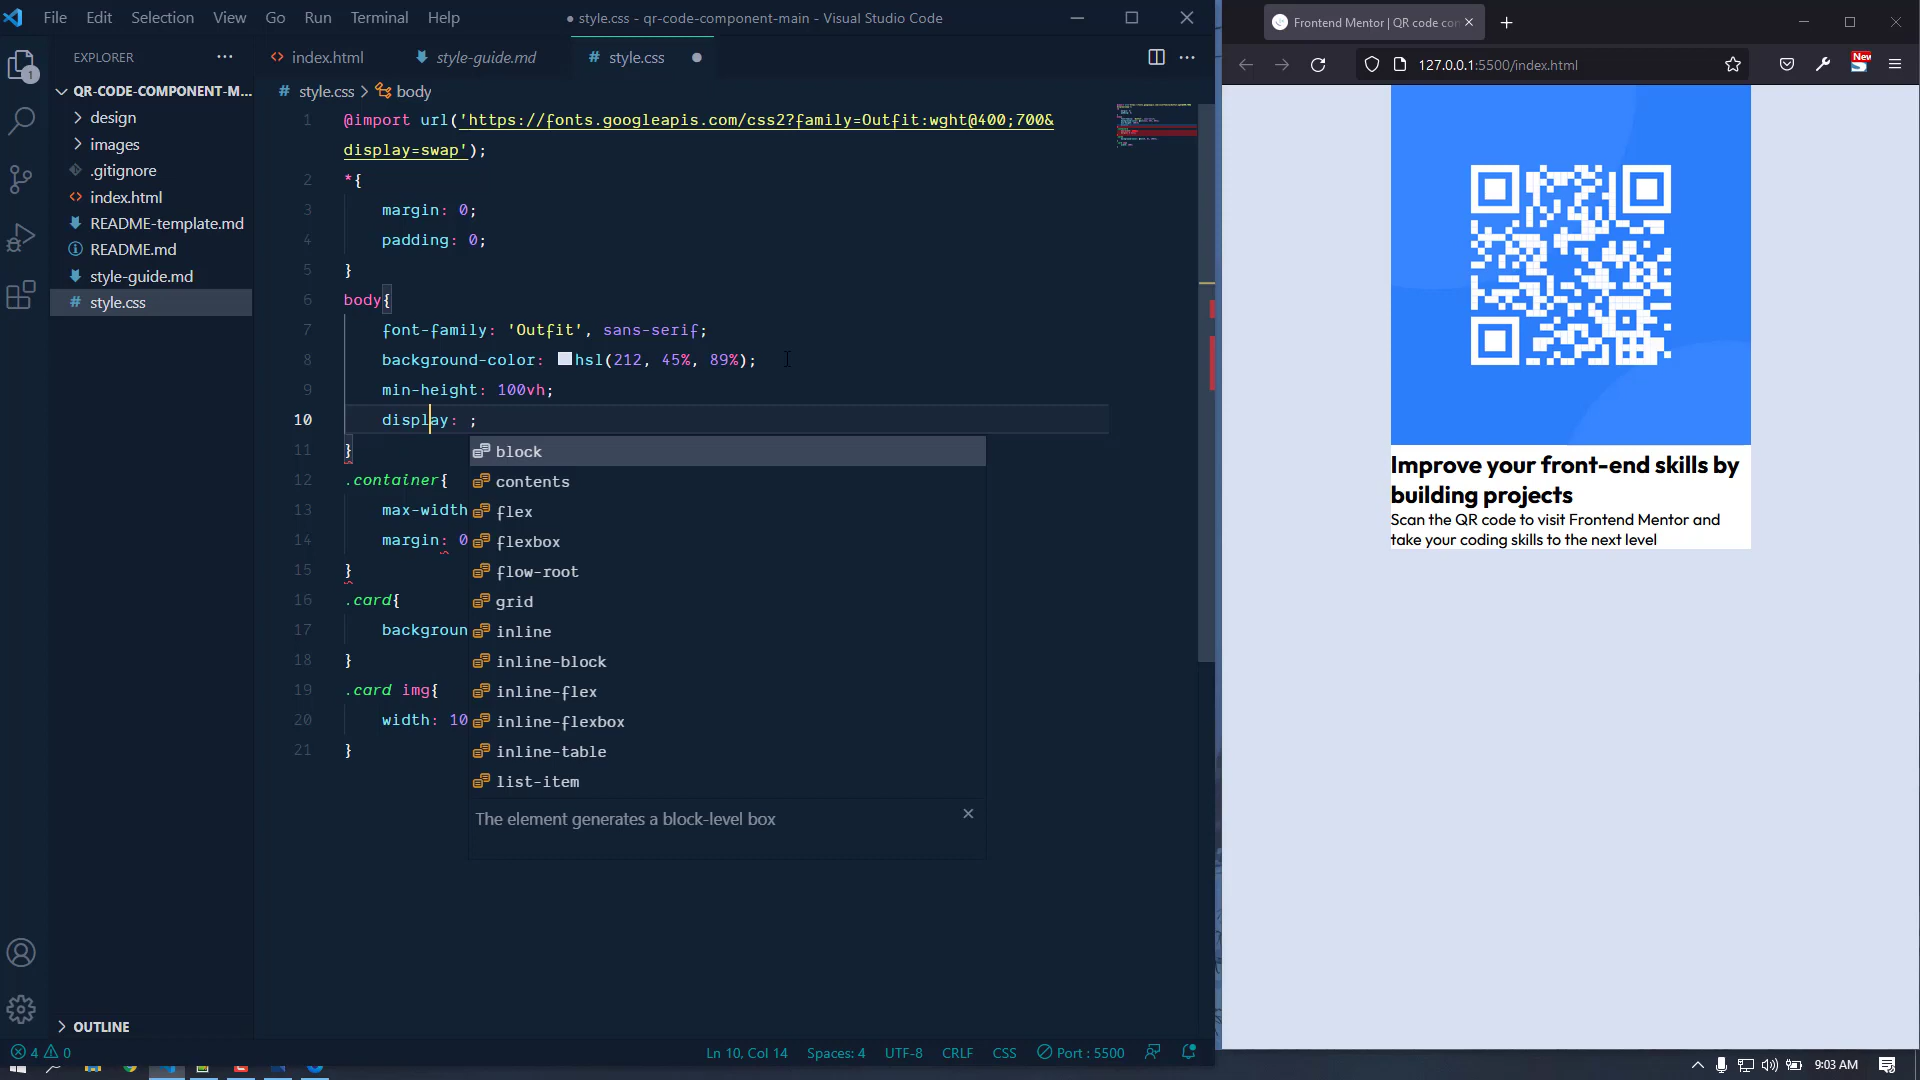 File Edit Selection View Go Run Terminal Help
● style.css - qr-code-component-main - Visual Studio Code
EXPLORER
index.html
style-guide.md
style.css
style.css > body
QR-CODE-COMPONENT-M...
design
images
.gitignore
index.html
README-template.md
README.md
style-guide.md
style.css
OUTLINE
1 @import url('https://fonts.googleapis.com/css2?family=Outfit:wght@400;700&
display=swap');
2 *{
3 margin: 0;
4 padding: 0;
5 }
6 body{
7 font-family: 'Outfit', sans-serif;
8 background-color: hsl(212, 45%, 89%);
9 min-height: 100vh;
10 display: ;
11 }
12 .container{
13 max-width
14 margin: 0
15 }
16 .card{
17 backgroun
18 }
19 .card img{
20 width: 10
21 }
block
contents
flex
flexbox
flow-root
grid
inline
inline-block
inline-flex
inline-flexbox
inline-table
list-item
The element generates a block-level box
4 0
Ln 10, Col 14 Spaces: 4 UTF-8 CRLF CSS Port : 5500
Frontend Mentor | QR code co
127.0.0.1:5500/index.html
New
Improve your front-end skills by
building projects
Scan the QR code to visit Frontend Mentor and
take your coding skills to the next level
9:03 AM